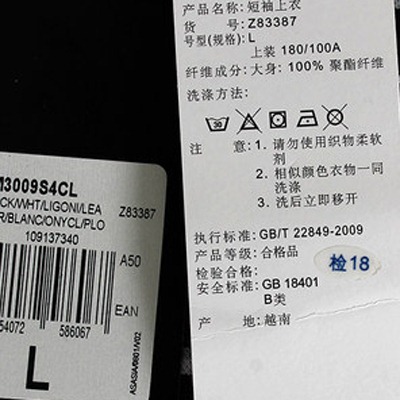 产品名称: 短袖上衣
货 号: Z83387
号型(规格): L
上装 180/100A
纤维成分: 大身: 100% 聚酯纤维
洗涤方法:
30
注 意: 1. 请勿使用织物柔软
剂
2. 相似颜色衣物一同
洗涤
3. 洗后立即移开
执行标准: GB/T 22849-2009
产品等级: 合格品
检验合格:
检18
安全标准: GB 18401
B类
产 地: 越南
M3009S4CL
CK/WHT/LIGONI/LEA
Z83387
R/BLANC/ONYCL/PLO
109137340
A50
EAN
54072 586067
L